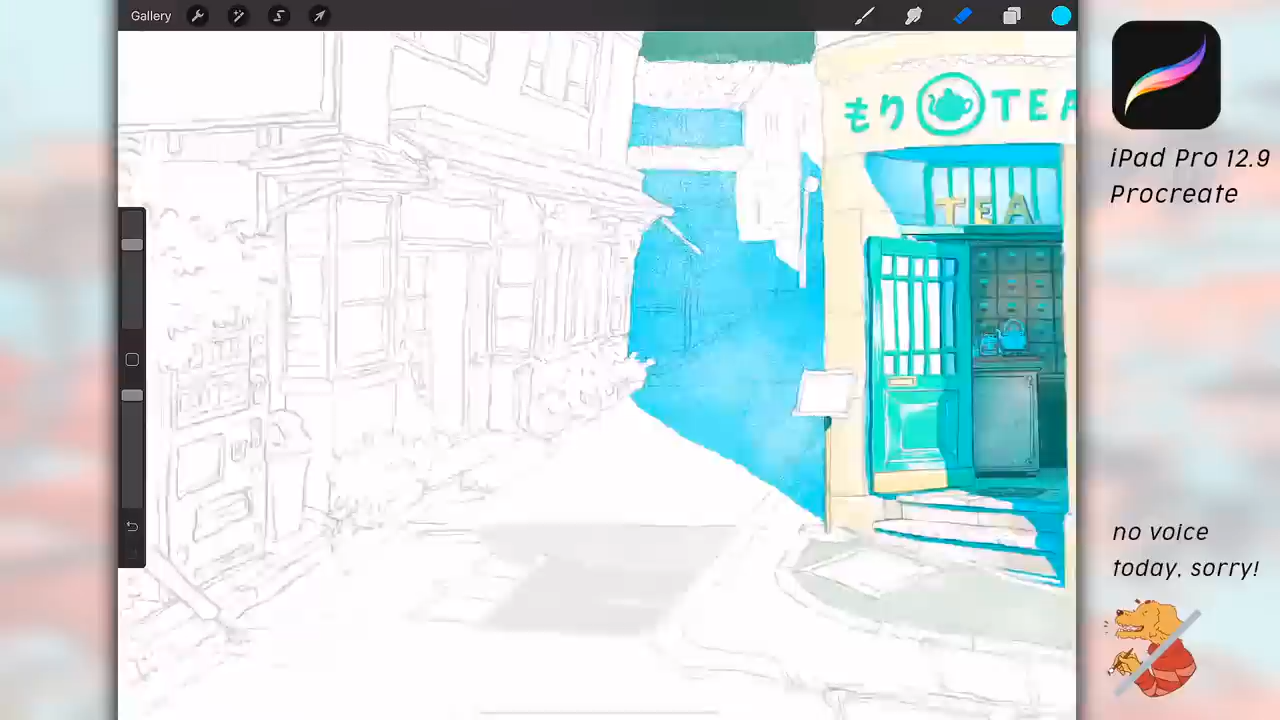 Gallery
もり TEA
TEA
iPad Pro 12.9
Procreate
no voice
today, sorry!